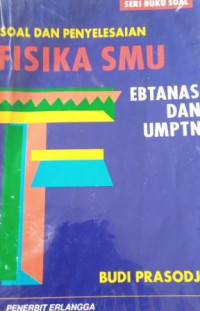 SERI BUKU SOAL
SOAL DAN PENYELESAIAN
FISIKA SMU
EBTANAS
DAN
UMPTN
BUDI PRASODJ
PENERBIT ERLANGGA